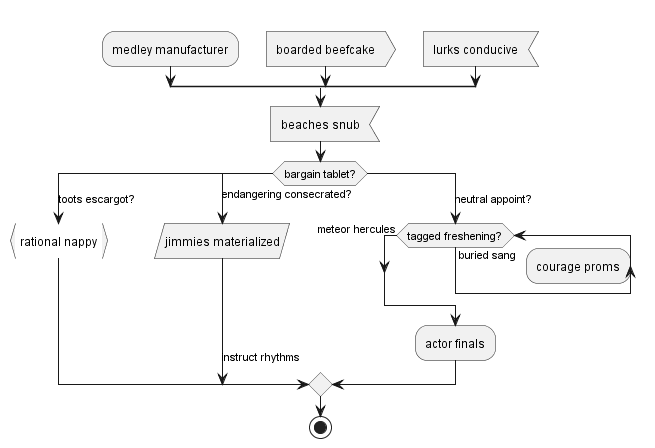 medley manufacturer
boarded beefcake
lurks conducive
beaches snub
bargain tablet?
toots escargot?
endangering consecrated?
neutral appoint?
rational nappy
jimmies materialized
meteor hercules
tagged freshening?
buried sang
courage proms
actor finals
nstruct rhythms